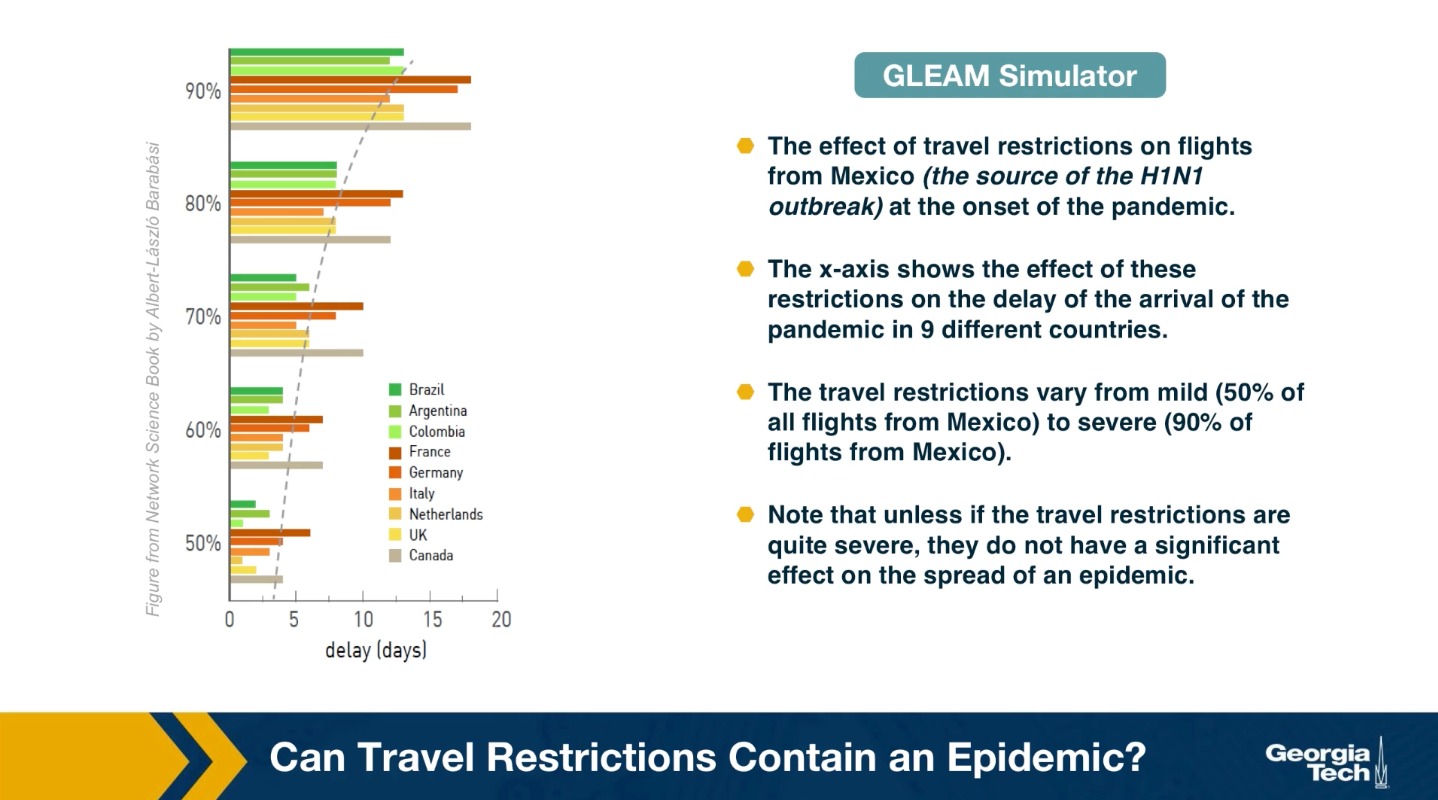 GLEAM Simulator
The effect of travel restrictions on flights
from Mexico (the source of the H1N1
outbreak) at the onset of the pandemic.
The x-axis shows the effect of these
restrictions on the delay of the arrival of the
pandemic in 9 different countries.
The travel restrictions vary from mild (50% of
all flights from Mexico) to severe (90% of
flights from Mexico).
Note that unless if the travel restrictions are
quite severe, they do not have a significant
effect on the spread of an epidemic.
Figure from Network Science Book by Albert-László Barabási
90%
80%
70%
60%
50%
Brazil
Argentina
Colombia
France
Germany
Italy
Netherlands
UK
Canada
0 5 10 15 20
delay (days)
Can Travel Restrictions Contain an Epidemic?
Georgia
Tech